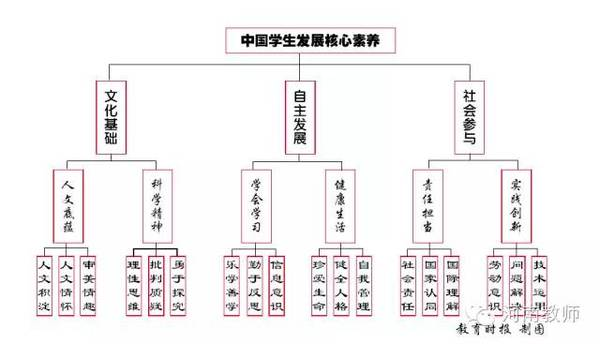 中国学生发展核心素养
文化基础
自主发展
社会参与
人文底蕴
科学精神
学会学习
健康生活
责任担当
实践创新
人文积淀
人文情怀
审美情趣
理性思维
批判质疑
勇于探究
乐学善学
勤于反思
信息意识
珍爱生命
健全人格
自我管理
社会责任
国家认同
国际理解
劳动意识
问题解决
技术运用
河南教师
教育时报 制图